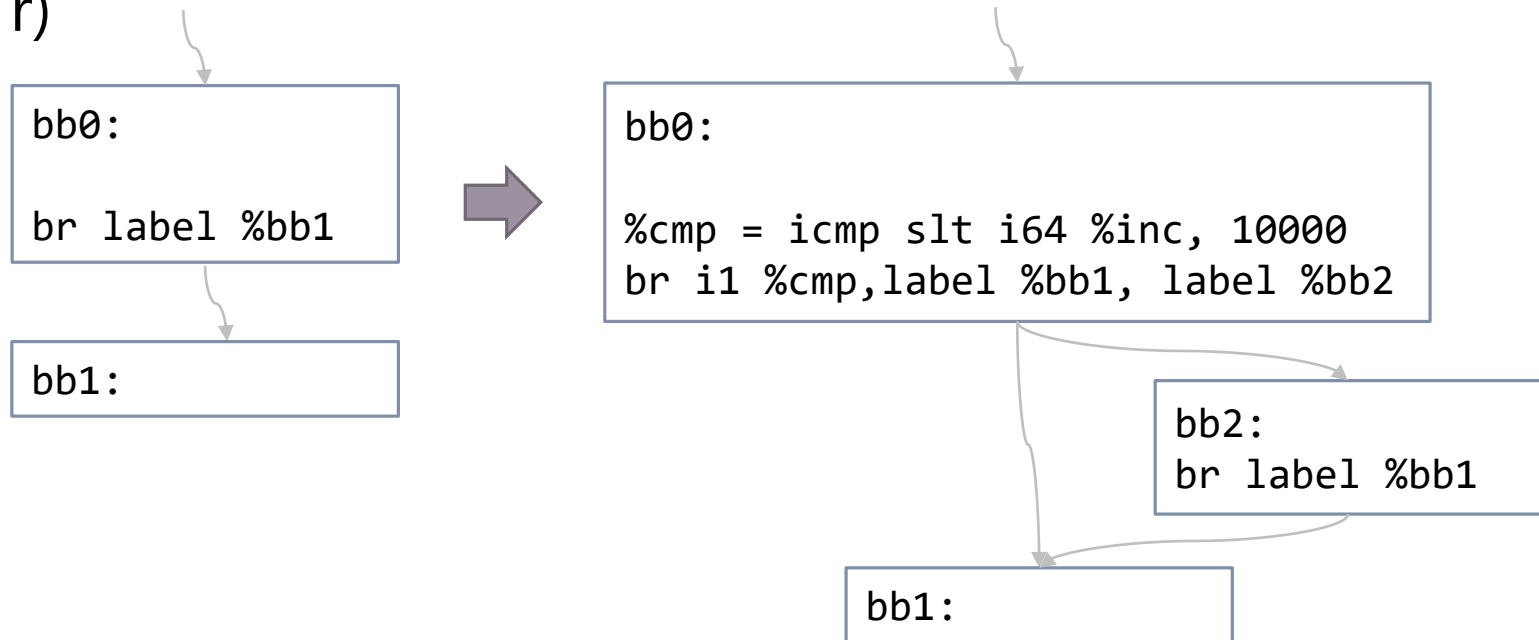 r)
bb0:
br label %bb1
bb1:
bb0:
%cmp = icmp slt i64 %inc, 10000
br i1 %cmp,label %bb1, label %bb2
bb2:
br label %bb1
bb1: